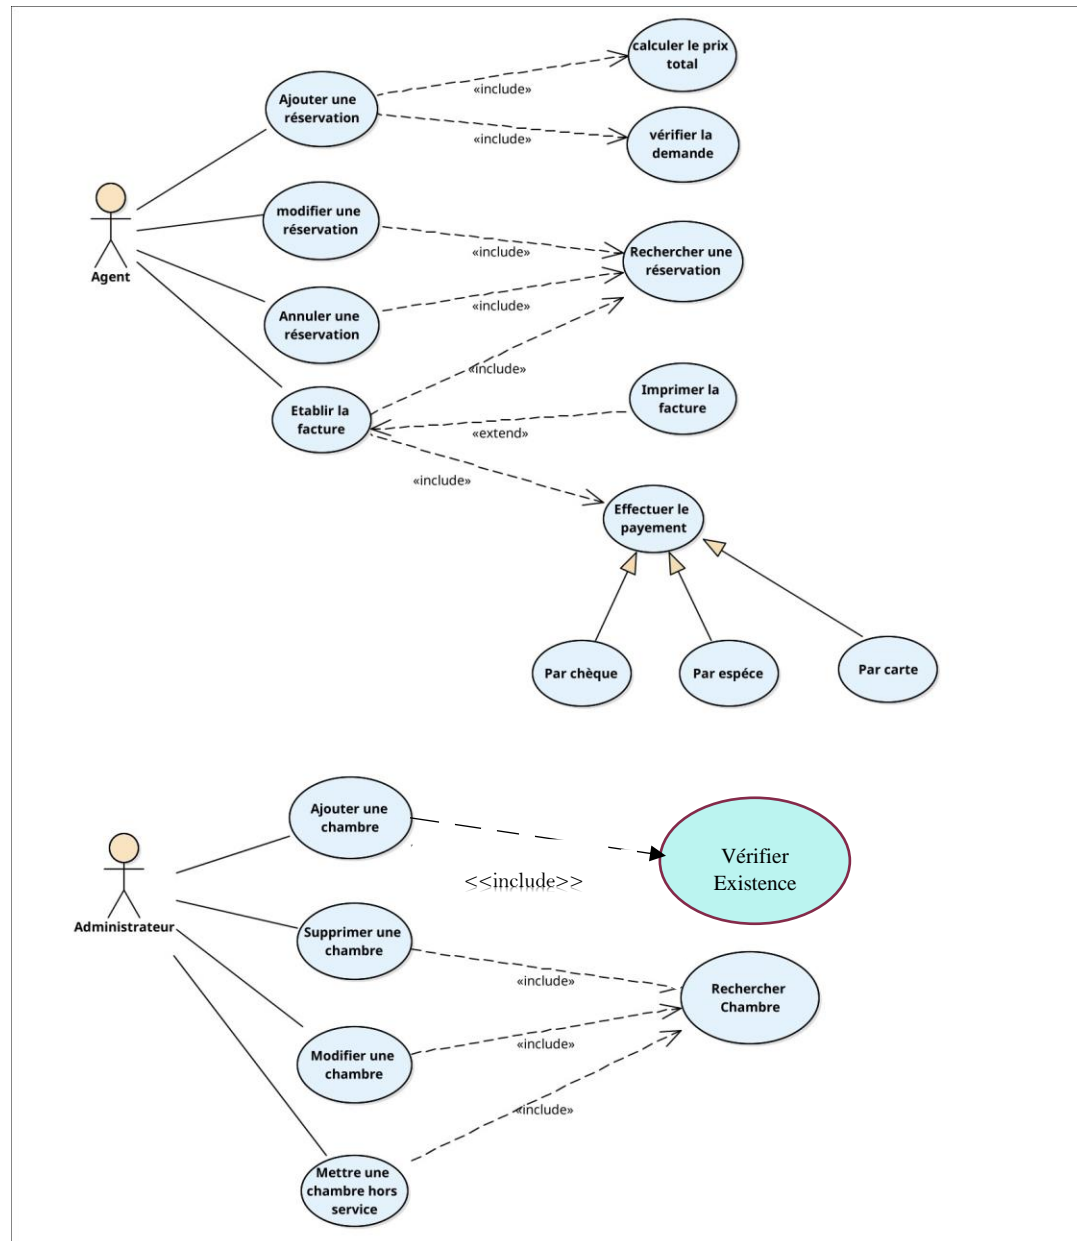 calculer le prix
total
Ajouter une
réservation
«include»
«include»
vérifier la
demande
modifier une
réservation
«include»
Rechercher une
réservation
Agent
Annuler une
réservation
«include»
«include»
Imprimer la
facture
Etablir la
facture
«extend»
«include»
Effectuer le
payement
Par chèque
Par espéce
Par carte
Ajouter une
chambre
Vérifier
Existence
<<include>>
Administrateur
Supprimer une
chambre
«include»
Rechercher
Chambre
«include»
Modifier une
chambre
«include»
Mettre une
chambre hors
service